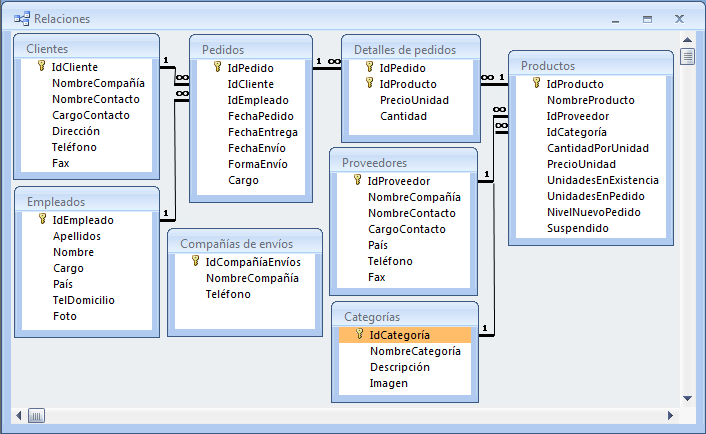 Relaciones
Clientes
IdCliente
NombreCompañía
NombreContacto
CargoContacto
Dirección
Teléfono
Fax
Pedidos
IdPedido
IdCliente
IdEmpleado
FechaPedido
FechaEntrega
FechaEnvío
FormaEnvío
Cargo
Detalles de pedidos
IdPedido
IdProducto
PrecioUnidad
Cantidad
Productos
IdProducto
NombreProducto
IdProveedor
IdCategoría
CantidadPorUnidad
PrecioUnidad
UnidadesEnExistencia
UnidadesEnPedido
NivelNuevoPedido
Suspendido
Empleados
IdEmpleado
Apellidos
Nombre
Cargo
País
TelDomicilio
Foto
Compañías de envíos
IdCompañíaEnvíos
NombreCompañía
Teléfono
Proveedores
IdProveedor
NombreCompañía
NombreContacto
CargoContacto
País
Teléfono
Fax
Categorías
IdCategoría
NombreCategoría
Descripción
Imagen
1
∞
∞
1
1
∞
∞
1
∞
∞
1
1